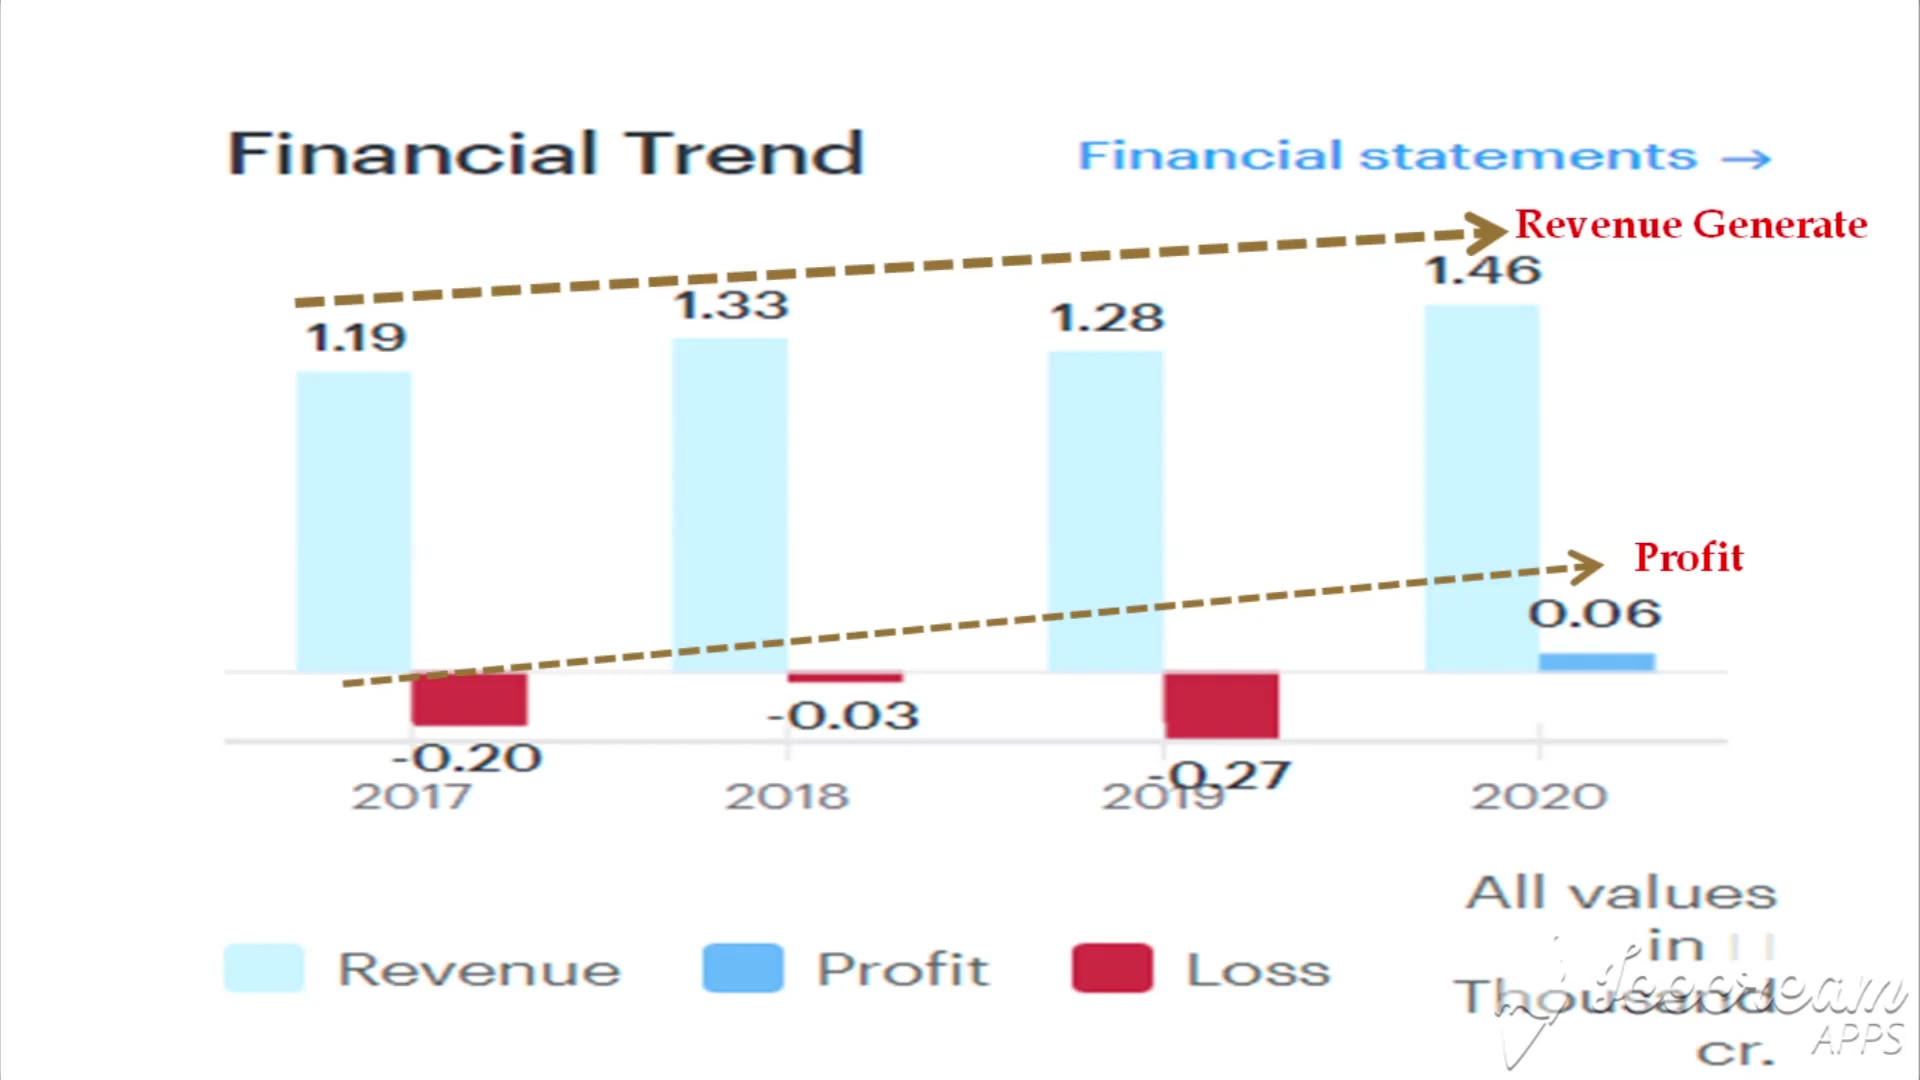 Financial Trend
Financial statements →
Revenue Generate
1.19
1.33
1.28
1.46
Profit
0.06
-0.20
-0.03
-0.27
2017
2018
2019
2020
Revenue
Profit
Loss
All values
in
Thousand
cr.
APPS